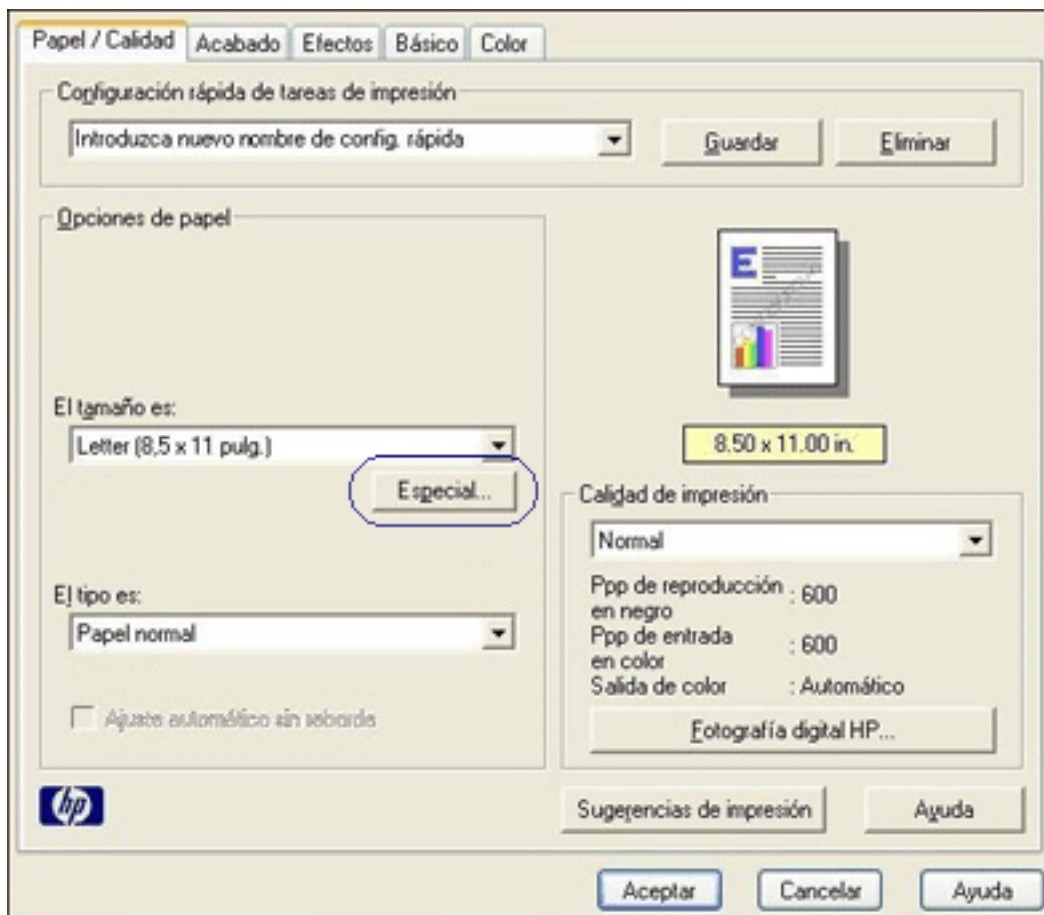 Papel / Calidad Acabado Efectos Básico Color
Configuración rápida de tareas de impresión
Introduzca nuevo nombre de config. rápida Guardar Eliminar
Opciones de papel
E
El tamaño es:
Letter (8,5 x 11 pulg.)
8.50 x 11.00 in.
Especial...
Calidad de impresión
Normal
El tipo es:
Papel normal
Ppp de reproducción : 600
en negro
Ppp de entrada : 600
en color
Salida de color : Automático
Ajuste automático sin reborde
Fotografía digital HP...
hp
Sugerencias de impresión Ayuda
Aceptar Cancelar Ayuda